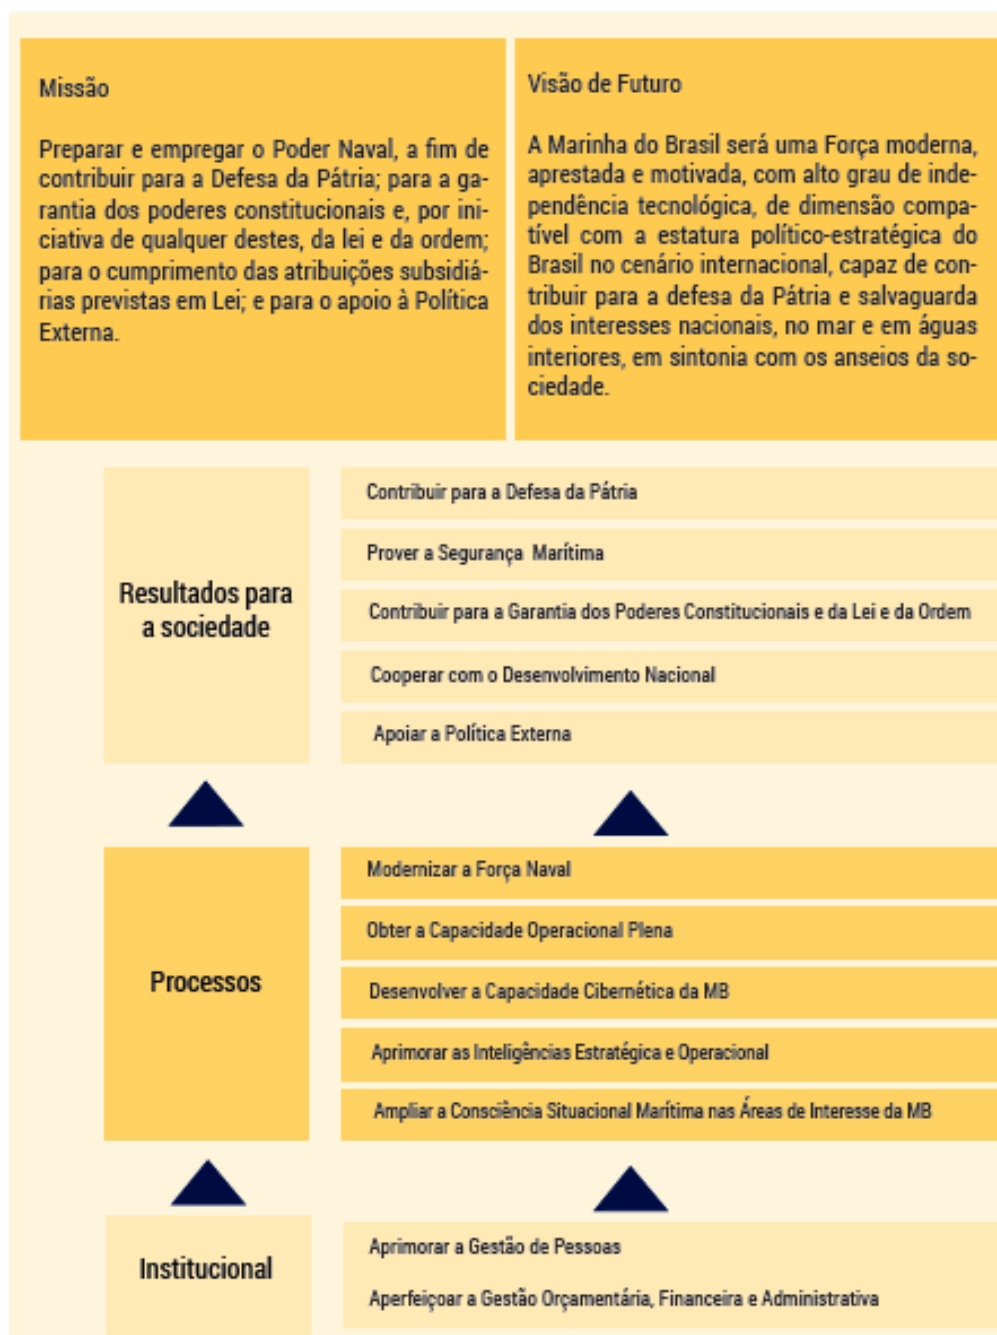 Missão
Preparar e empregar o Poder Naval, a fim de
contribuir para a Defesa da Pátria; para a ga-
rantia dos poderes constitucionais e, por ini-
ciativa de qualquer destes, da lei e da ordem;
para o cumprimento das atribuições subsidiá-
rias previstas em Lei; e para o apoio à Política
Externa.
Visão de Futuro
A Marinha do Brasil será uma Força moderna,
aprestada e motivada, com alto grau de inde-
pendência tecnológica, de dimensão compa-
tível com a estatura político-estratégica do
Brasil no cenário internacional, capaz de con-
tribuir para a defesa da Pátria e salvaguarda
dos interesses nacionais, no mar e em águas
interiores, em sintonia com os anseios da so-
ciedade.
Resultados para
a sociedade
Contribuir para a Defesa da Pátria
Prover a Segurança Marítima
Contribuir para a Garantia dos Poderes Constitucionais e da Lei e da Ordem
Cooperar com o Desenvolvimento Nacional
Apoiar a Política Externa
Processos
Modernizar a Força Naval
Obter a Capacidade Operacional Plena
Desenvolver a Capacidade Cibernética da MB
Aprimorar as Inteligências Estratégica e Operacional
Ampliar a Consciência Situacional Marítima nas Áreas de Interesse da MB
Institucional
Aprimorar a Gestão de Pessoas
Aperfeiçoar a Gestão Orçamentária, Financeira e Administrativa